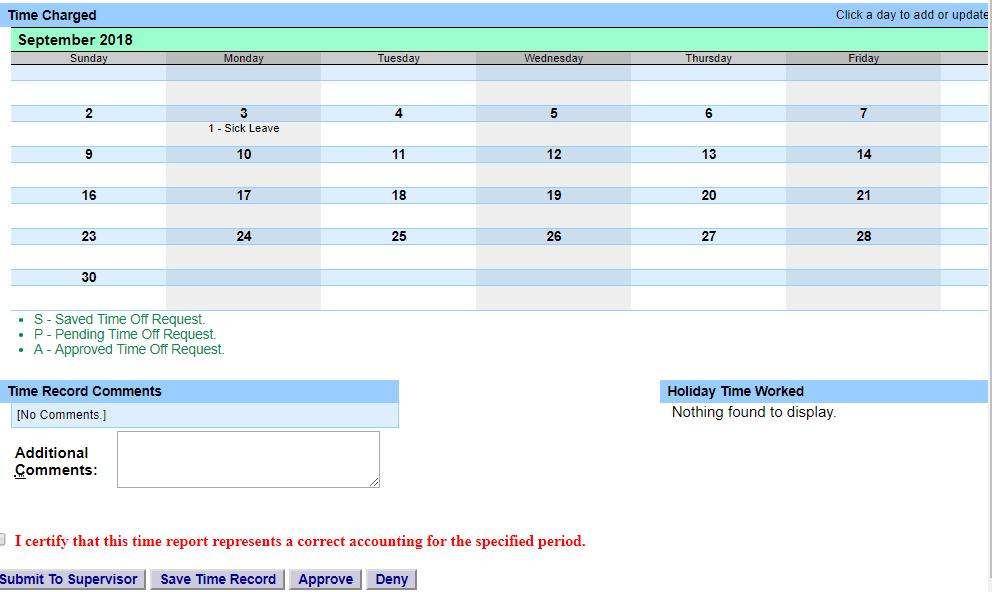 Time Charged Click a day to add or update
September 2018
Sunday Monday Tuesday Wednesday Thursday Friday
2 3 4 5 6 7
1 - Sick Leave
9 10 11 12 13 14
16 17 18 19 20 21
23 24 25 26 27 28
30
S - Saved Time Off Request.
P - Pending Time Off Request.
A - Approved Time Off Request.
Time Record Comments Holiday Time Worked
[No Comments.] Nothing found to display.
Additional
Comments:
I certify that this time report represents a correct accounting for the specified period.
Submit To Supervisor Save Time Record Approve Deny